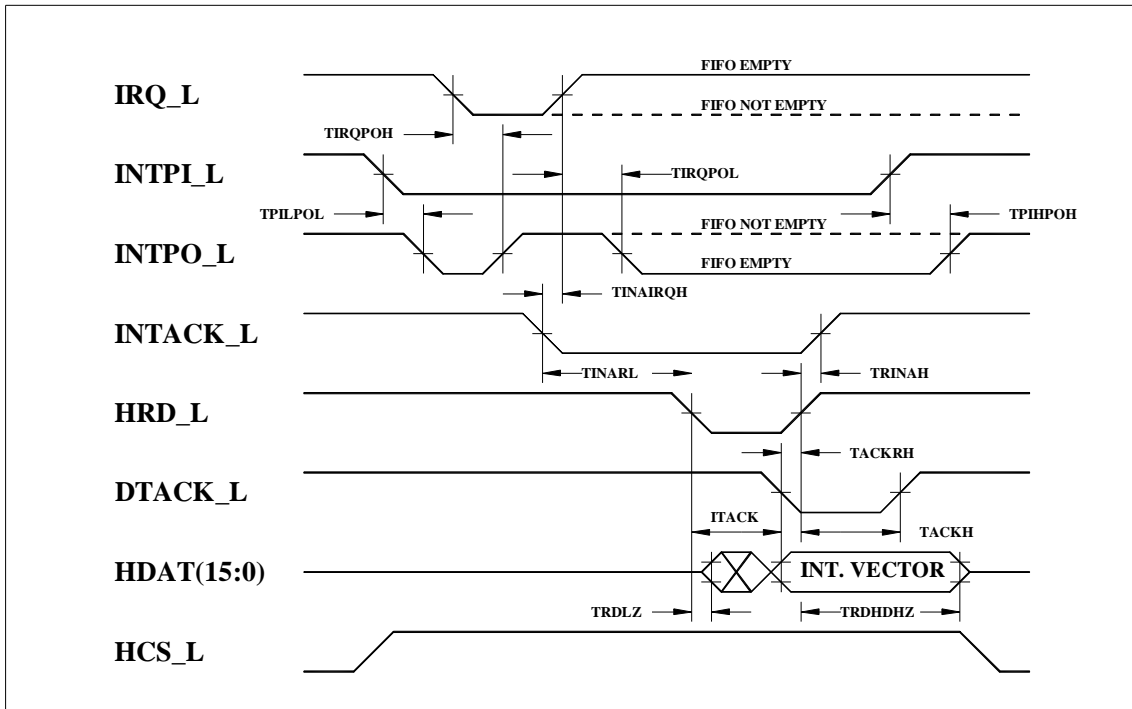 FIFO EMPTY
IRQ_L
FIFO NOT EMPTY
TIRQPOH
INTPI_L
TIRQPOL
TPILPOL
TPIHPOH
FIFO NOT EMPTY
INTPO_L
FIFO EMPTY
TINAIRQH
INTACK_L
TINARL
TRINAH
HRD_L
TACKRH
DTACK_L
ITACK
TACKH
HDAT(15:0)
INT. VECTOR
TRDLZ
TRDHDHZ
HCS_L